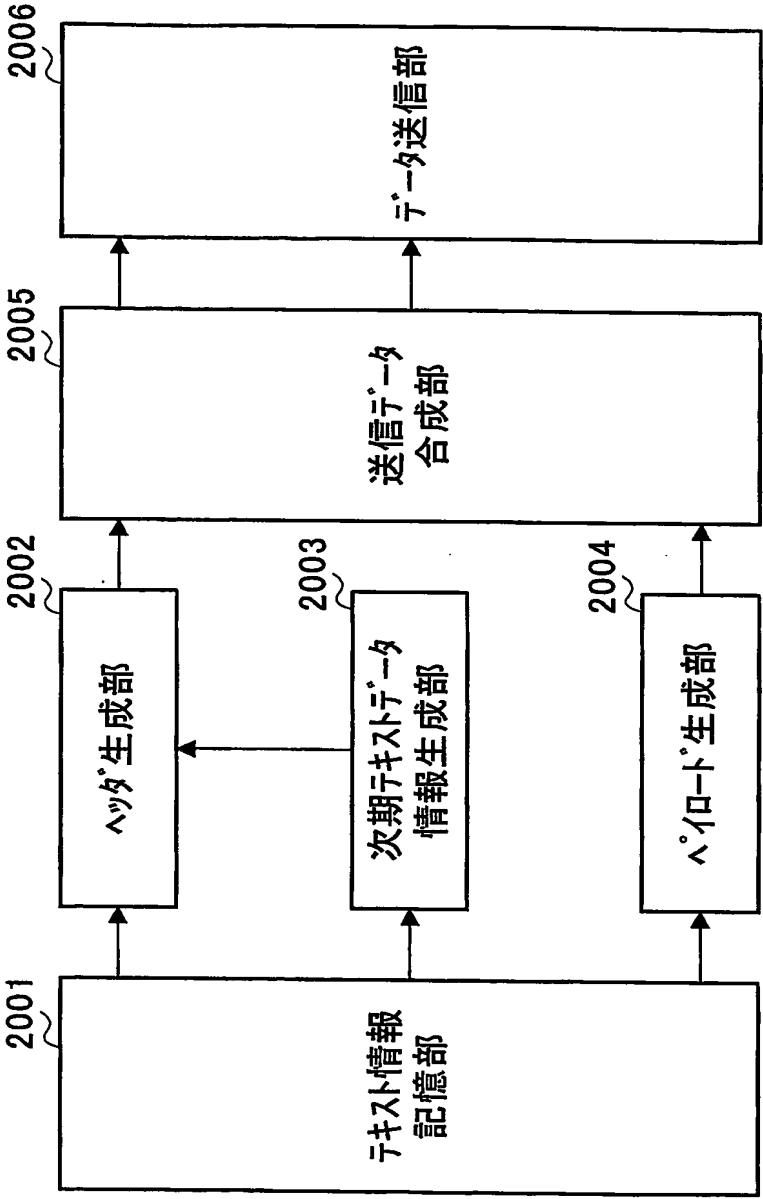 2001
テキスト情報
記憶部
2002
ヘッダ生成部
2003
次期テキストデータ
情報生成部
2004
ペイロード生成部
2005
送信データ
合成部
2006
データ送信部